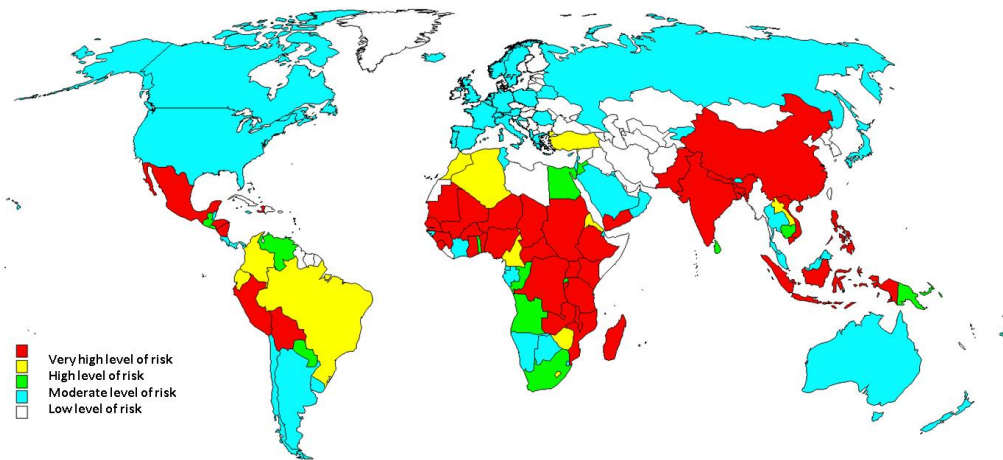 Very high level of risk
High level of risk
Moderate level of risk
Low level of risk